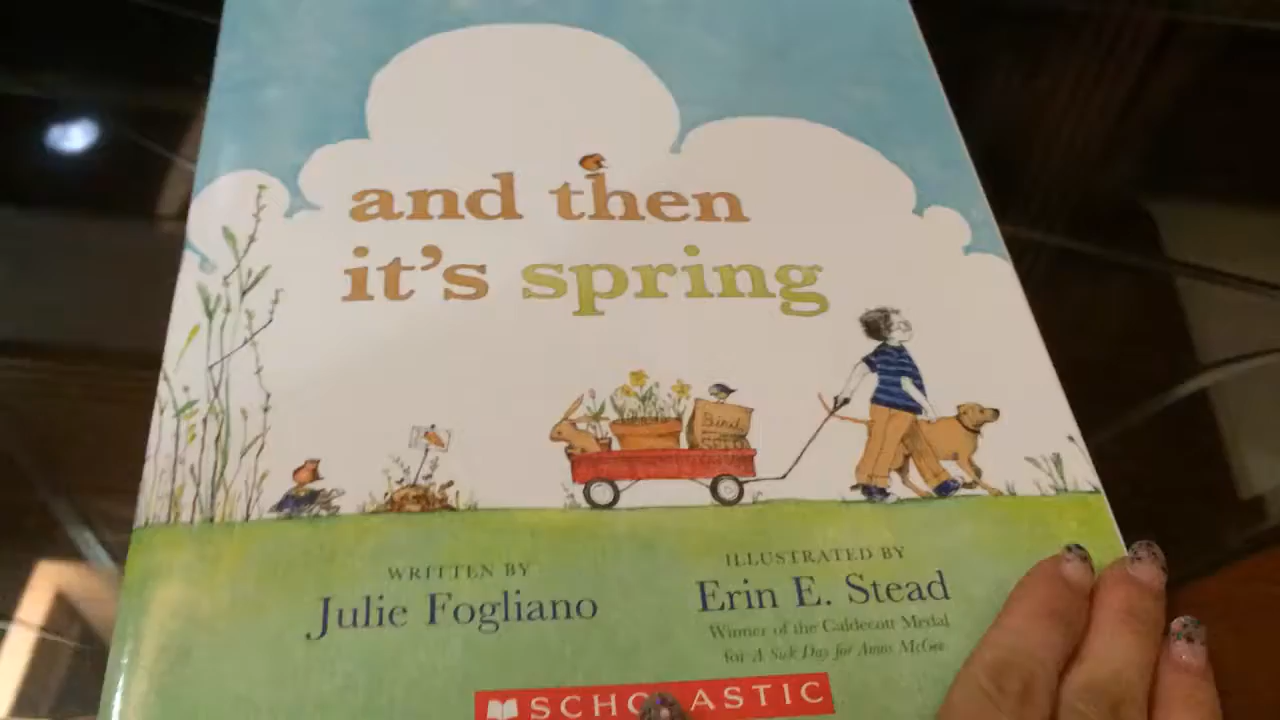 and then
it's spring
Bird
SEED
WRITTEN BY
Julie Fogliano
ILLUSTRATED BY
Erin E. Stead
Winner of the Caldecott Medal
for A Sick Day for Amos McGee
SCHOLASTIC